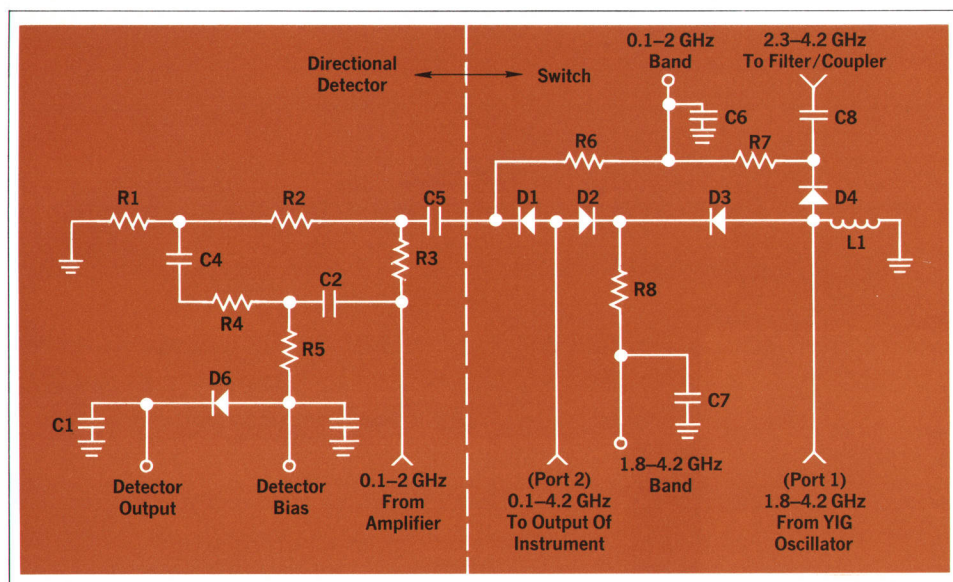 Directional
Detector
Switch
0.1–2 GHz
Band
2.3–4.2 GHz
To Filter/Coupler
C6
C8
R6
R7
R1
R2
C5
D1
D2
D3
D4
L1
R3
C4
C2
R8
R4
R5
D6
C1
C7
Detector
Output
Detector
Bias
0.1–2 GHz
From
Amplifier
(Port 2)
0.1–4.2 GHz
To Output Of
Instrument
1.8–4.2 GHz
Band
(Port 1)
1.8–4.2 GHz
From YIG
Oscillator